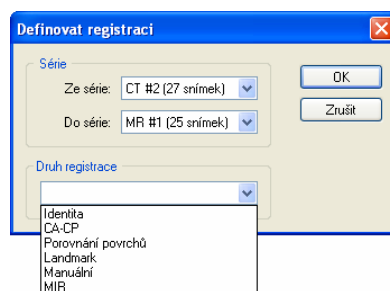 Definovat registraci
Série
Ze série: CT #2 (27 snímek)
OK
Do série: MR #1 (25 snímek)
Zrušit
Druh registrace
Identita
CA-CP
Porovnání povrchů
Landmark
Manuální
MIR